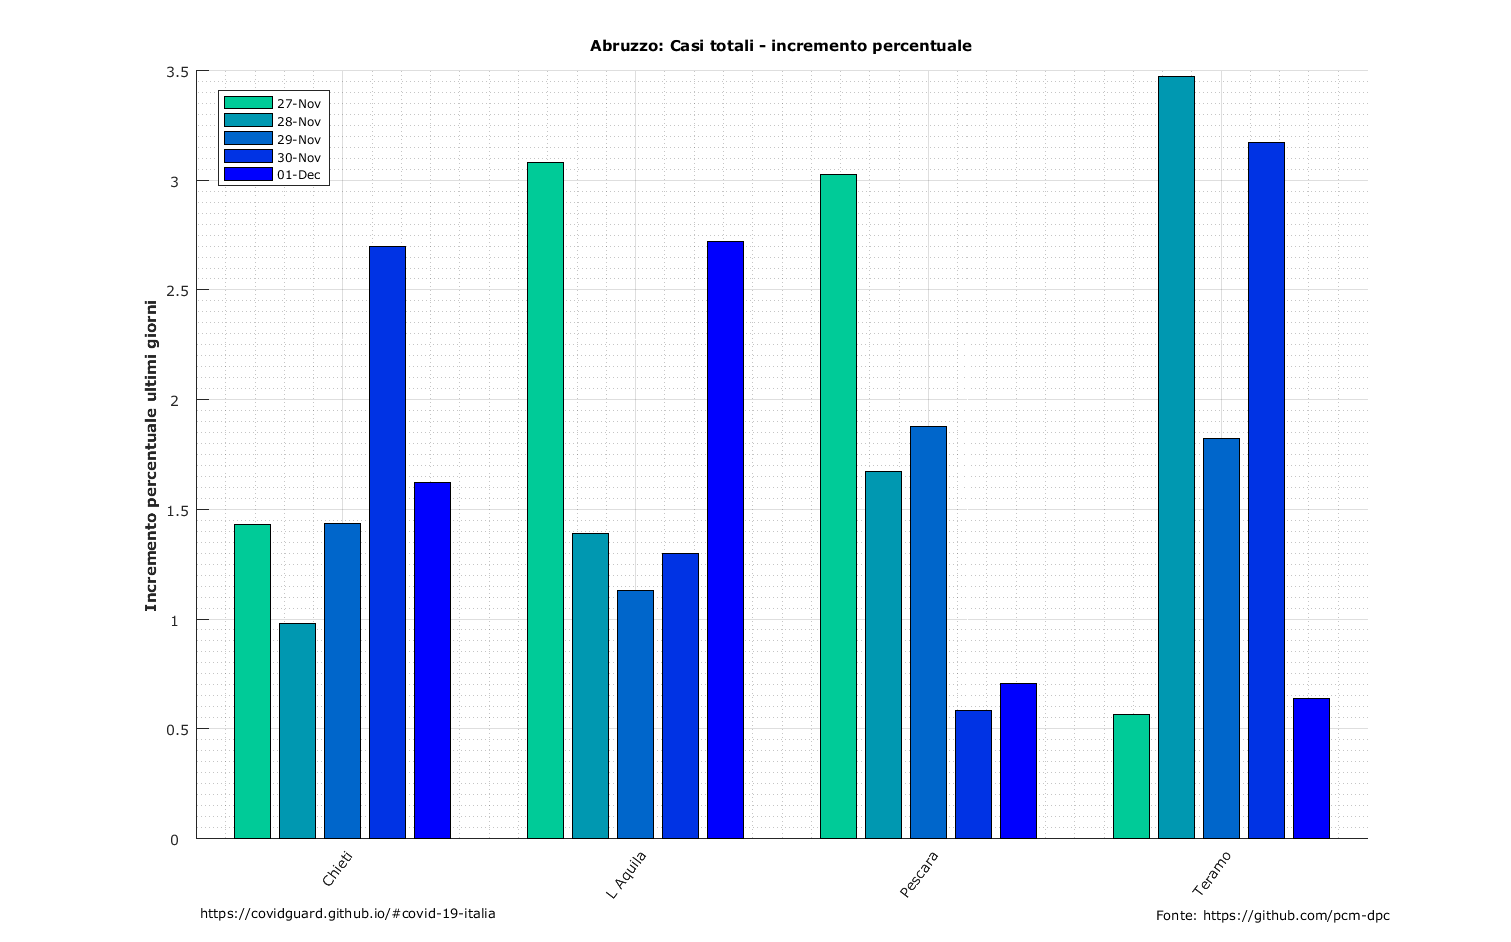 Abruzzo: Casi totali - incremento percentuale
3.5
3
2.5
2
1.5
1
0.5
0
Incremento percentuale ultimi giorni
27-Nov
28-Nov
29-Nov
30-Nov
01-Dec
Chieti
L Aquila
Pescara
Teramo
https://covidguard.github.io/#covid-19-italia
Fonte: https://github.com/pcm-dpc